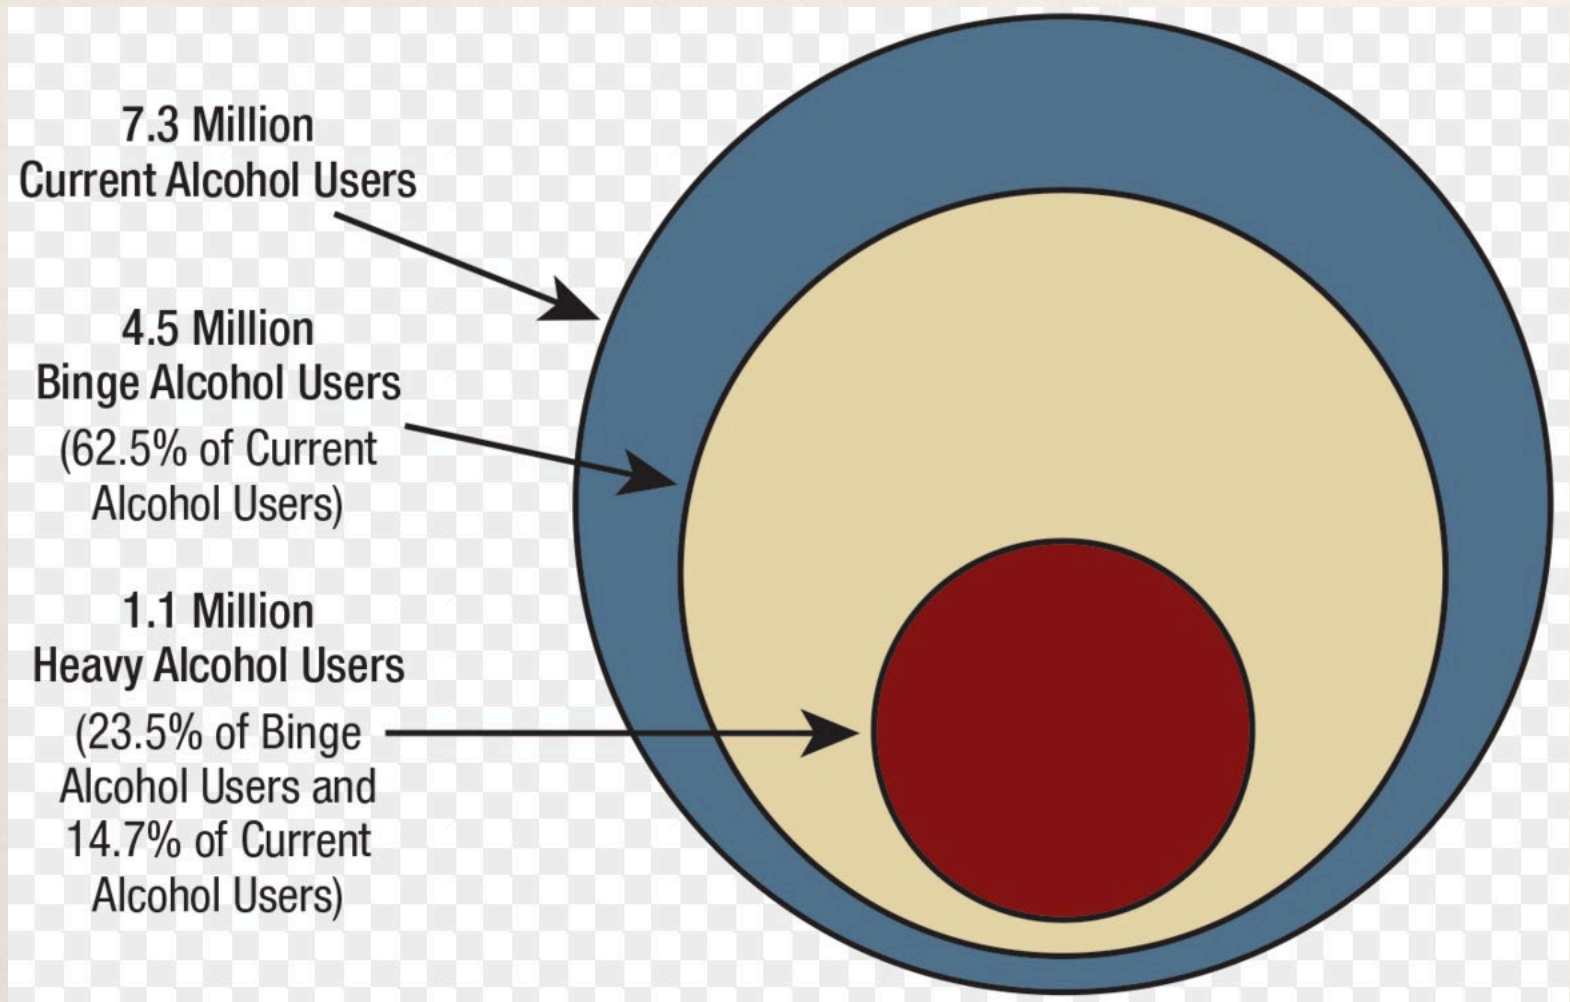 7.3 Million
Current Alcohol Users
4.5 Million
Binge Alcohol Users
(62.5% of Current
Alcohol Users)
1.1 Million
Heavy Alcohol Users
(23.5% of Binge
Alcohol Users and
14.7% of Current
Alcohol Users)